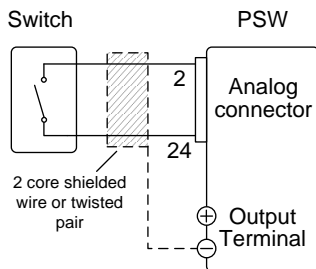 Switch
PSW
2
Analog
connector
24
2 core shielded
wire or twisted
pair
+
Output
Terminal
−